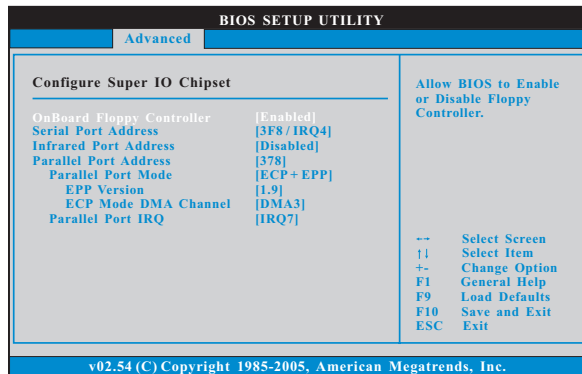 BIOS SETUP UTILITY
Advanced
Configure Super IO Chipset
OnBoard Floppy Controller [Enabled]
Serial Port Address [3F8 / IRQ4]
Infrared Port Address [Disabled]
Parallel Port Address [378]
Parallel Port Mode [ECP + EPP]
EPP Version [1.9]
ECP Mode DMA Channel [DMA3]
Parallel Port IRQ [IRQ7]
Allow BIOS to Enable
or Disable Floppy
Controller.
←→ Select Screen
↑↓ Select Item
+- Change Option
F1 General Help
F9 Load Defaults
F10 Save and Exit
ESC Exit
v02.54 (C) Copyright 1985-2005, American Megatrends, Inc.